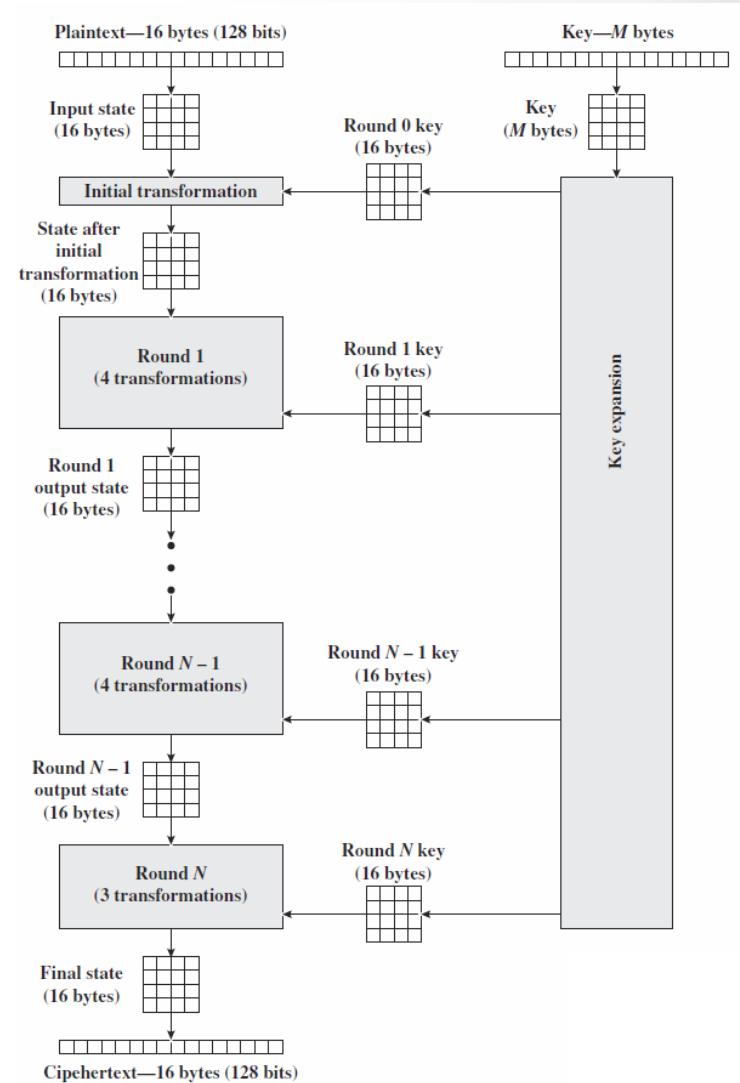 Plaintext—16 bytes (128 bits)
Key—M bytes
Input state
(16 bytes)
Key
(M bytes)
Round 0 key
(16 bytes)
Initial transformation
State after
initial
transformation
(16 bytes)
Round 1
(4 transformations)
Round 1 key
(16 bytes)
Key expansion
Round 1
output state
(16 bytes)
Round N – 1
(4 transformations)
Round N – 1 key
(16 bytes)
Round N – 1
output state
(16 bytes)
Round N
(3 transformations)
Round N key
(16 bytes)
Final state
(16 bytes)
Cipehertext—16 bytes (128 bits)